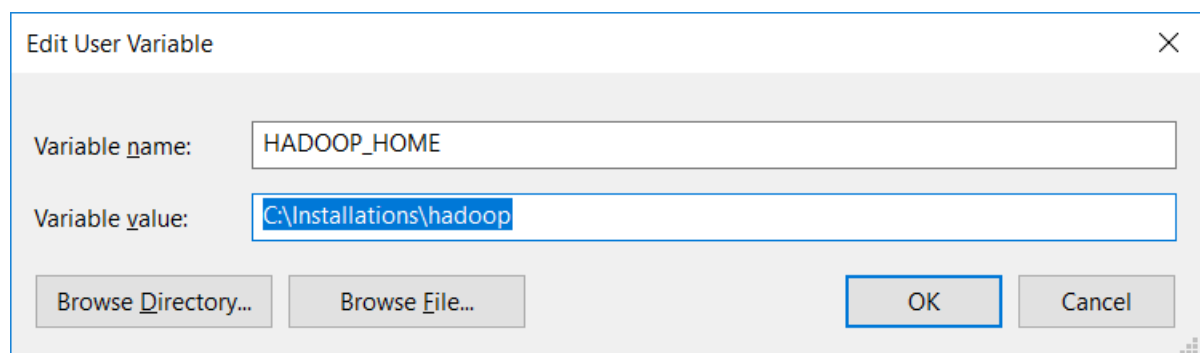 Edit User Variable
Variable name: HADOOP_HOME
Variable value: C:\Installations\hadoop
Browse Directory... Browse File... OK Cancel